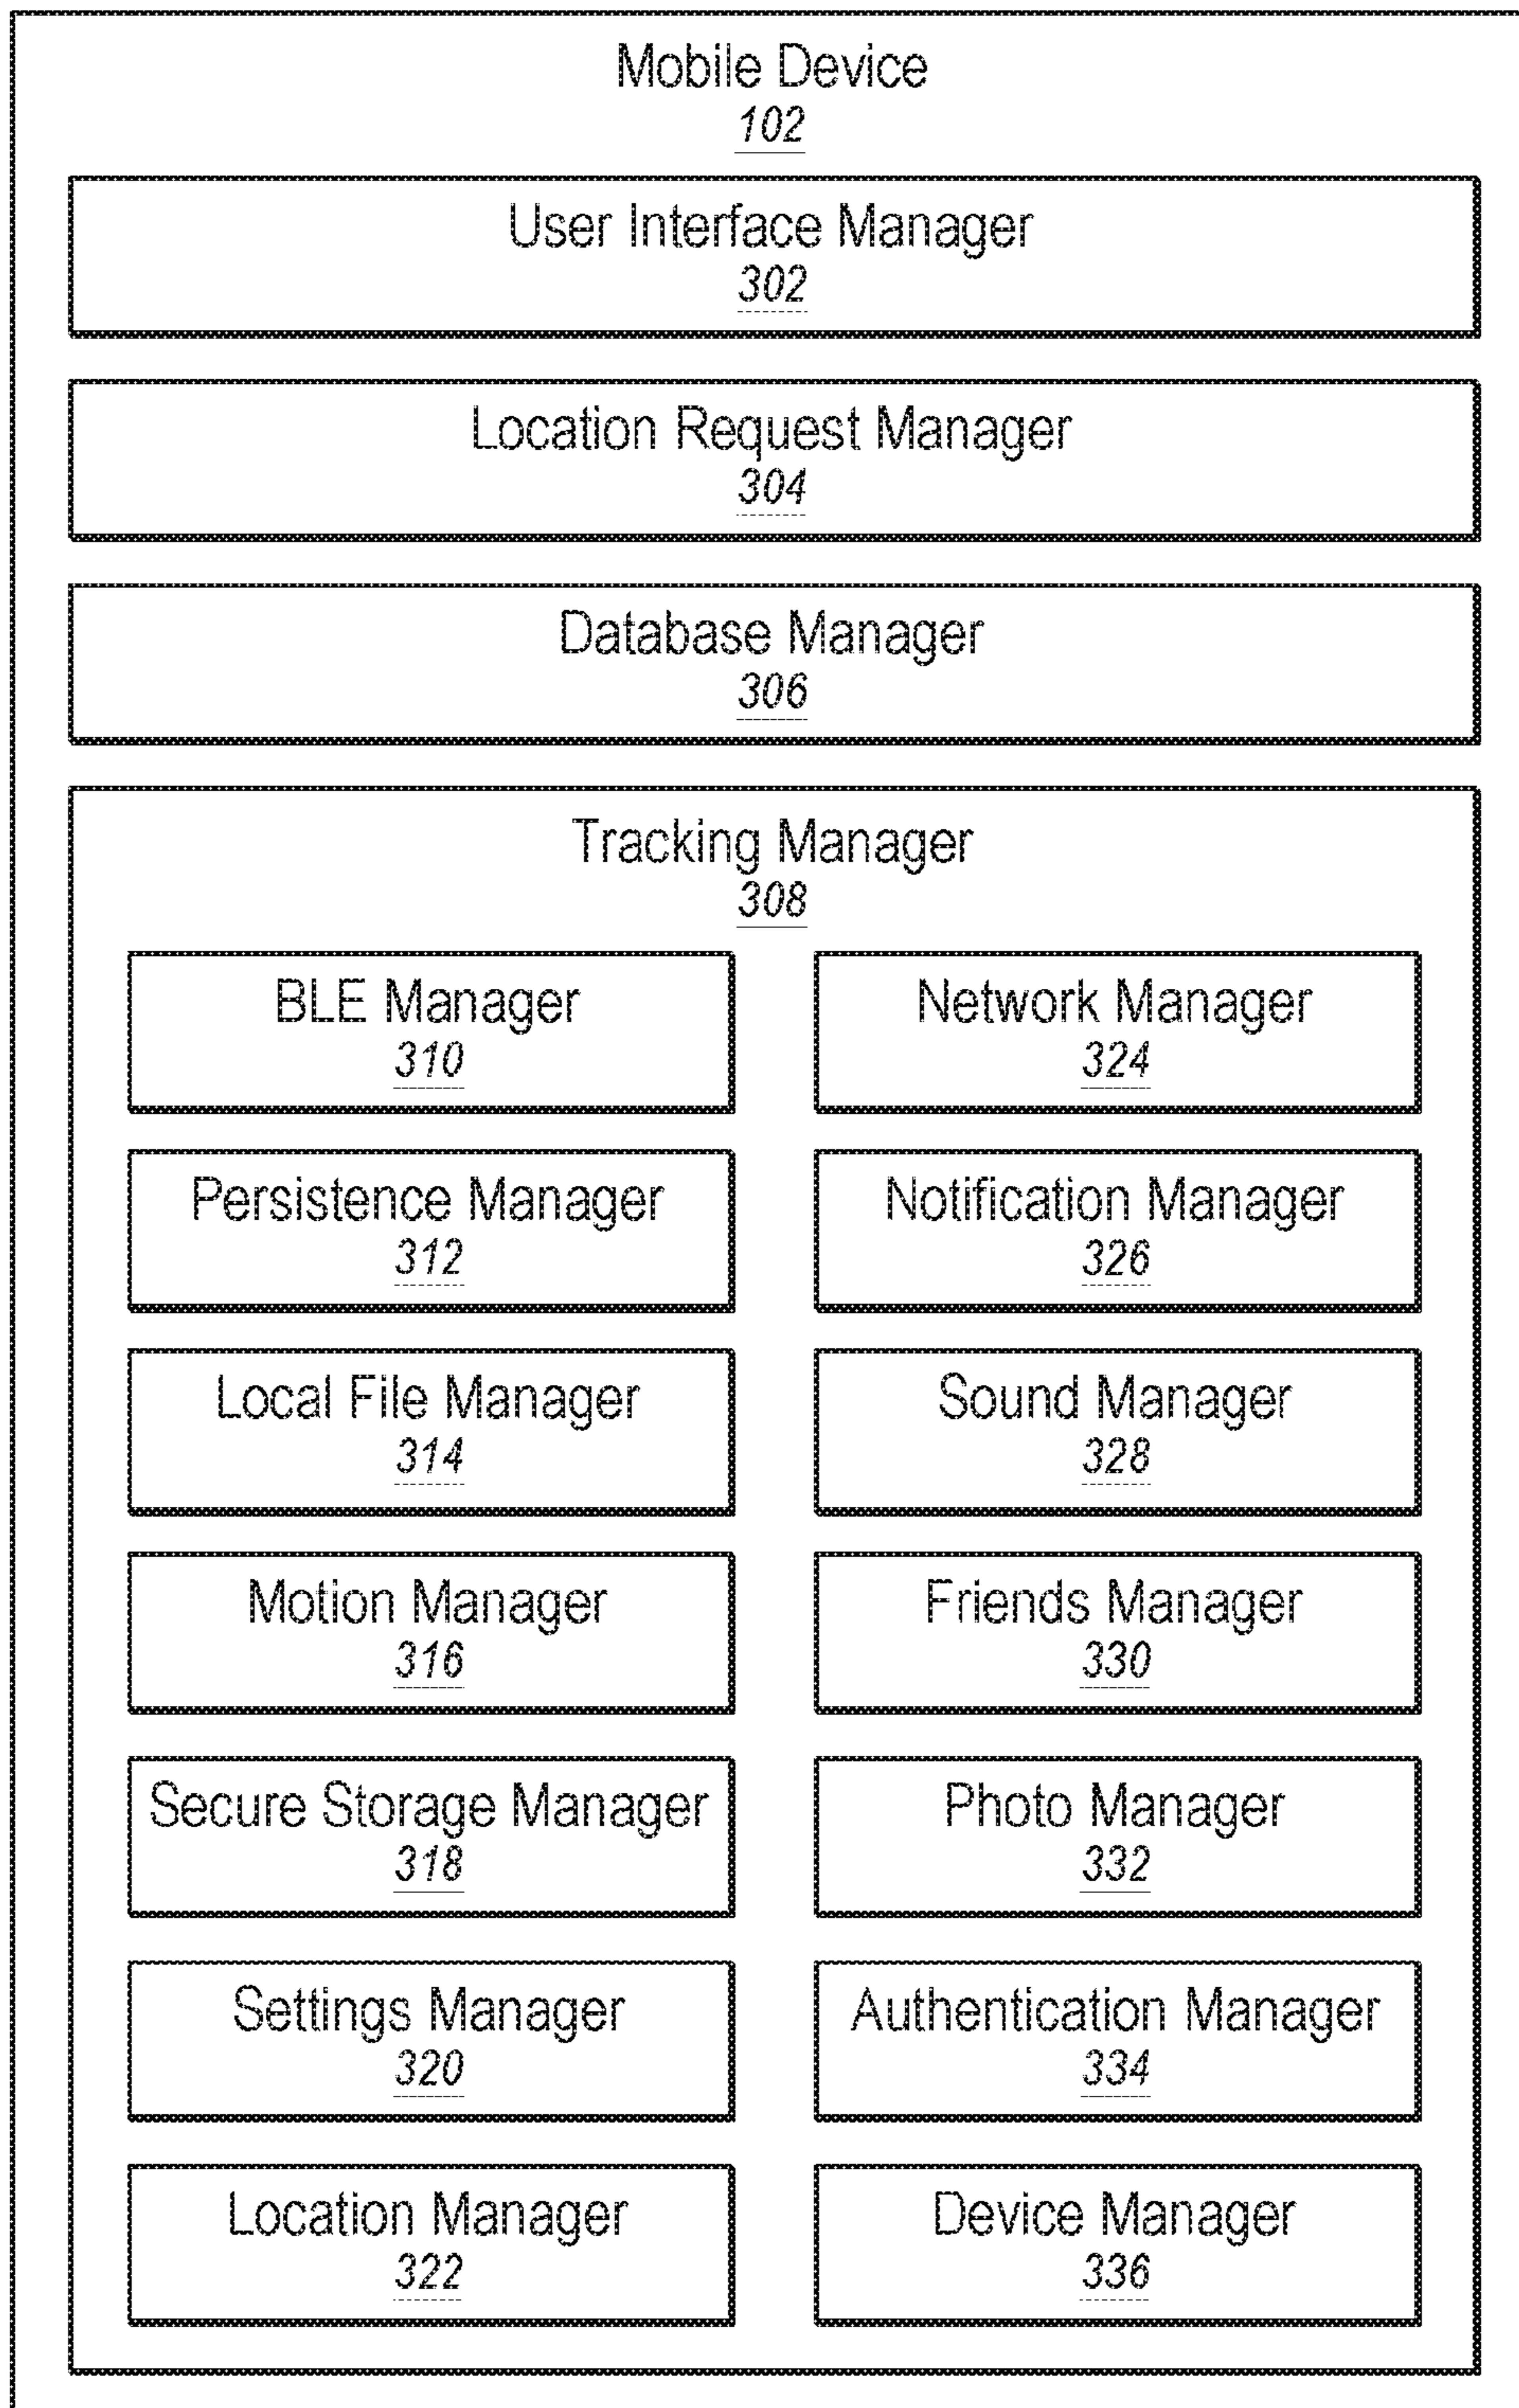 Mobile Device
102
User Interface Manager
302
Location Request Manager
304
Database Manager
306
Tracking Manager
308
BLE Manager
310
Network Manager
324
Persistence Manager
312
Notification Manager
326
Local File Manager
314
Sound Manager
328
Motion Manager
316
Friends Manager
330
Secure Storage Manager
318
Photo Manager
332
Settings Manager
320
Authentication Manager
334
Location Manager
322
Device Manager
336